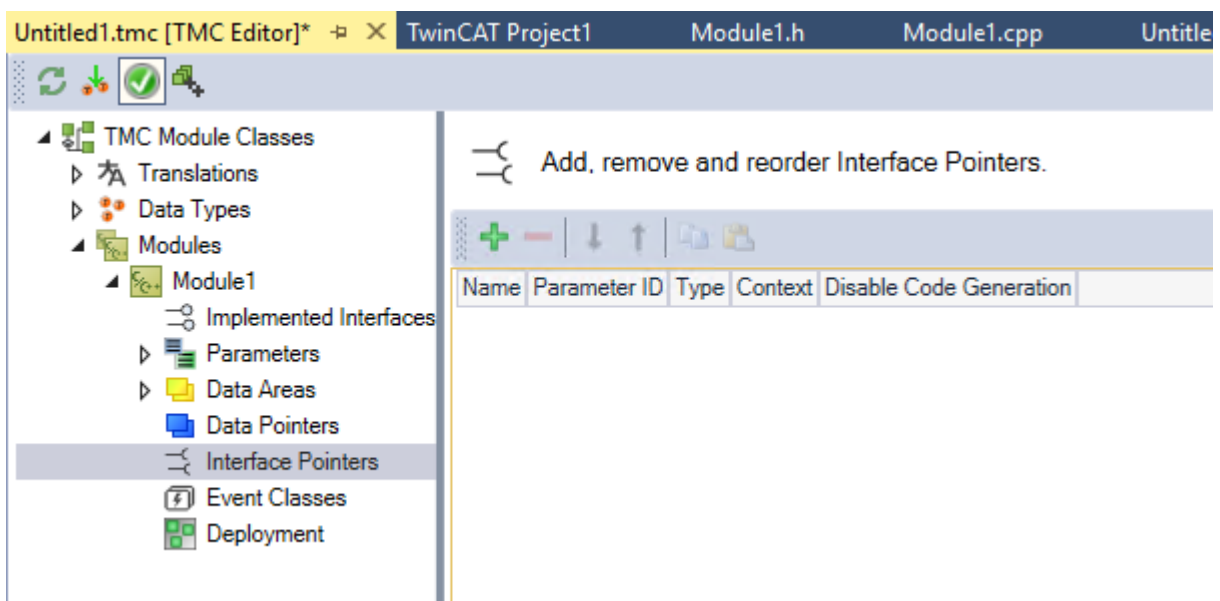 Untitled1.tmc [TMC Editor]* TwinCAT Project1 Module1.h Module1.cpp Untitle
TMC Module Classes
Translations
Data Types
Modules
Module1
Implemented Interfaces
Parameters
Data Areas
Data Pointers
Interface Pointers
Event Classes
Deployment
Add, remove and reorder Interface Pointers.
Name Parameter ID Type Context Disable Code Generation